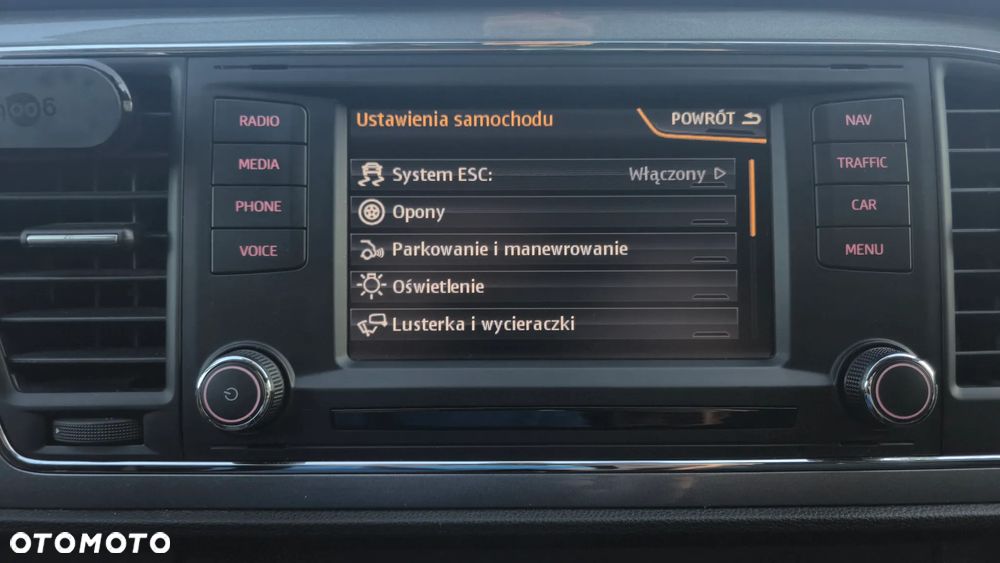 RADIO
MEDIA
PHONE
VOICE
Ustawienia samochodu
POWRÓT
System ESC: Włączony
Opony
Parkowanie i manewrowanie
Oświetlenie
Lusterka i wycieraczki
NAV
TRAFFIC
CAR
MENU
OTOMOTO